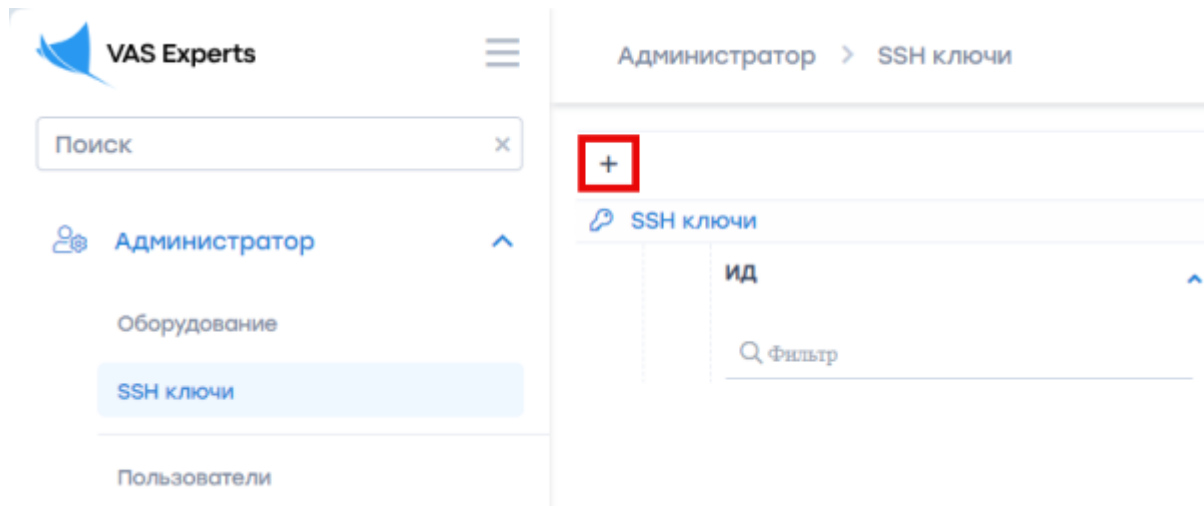 VAS Experts
Администратор > SSH ключи
Поиск
+
SSH ключи
Администратор
ИД
Оборудование
Фильтр
SSH ключи
Пользователи